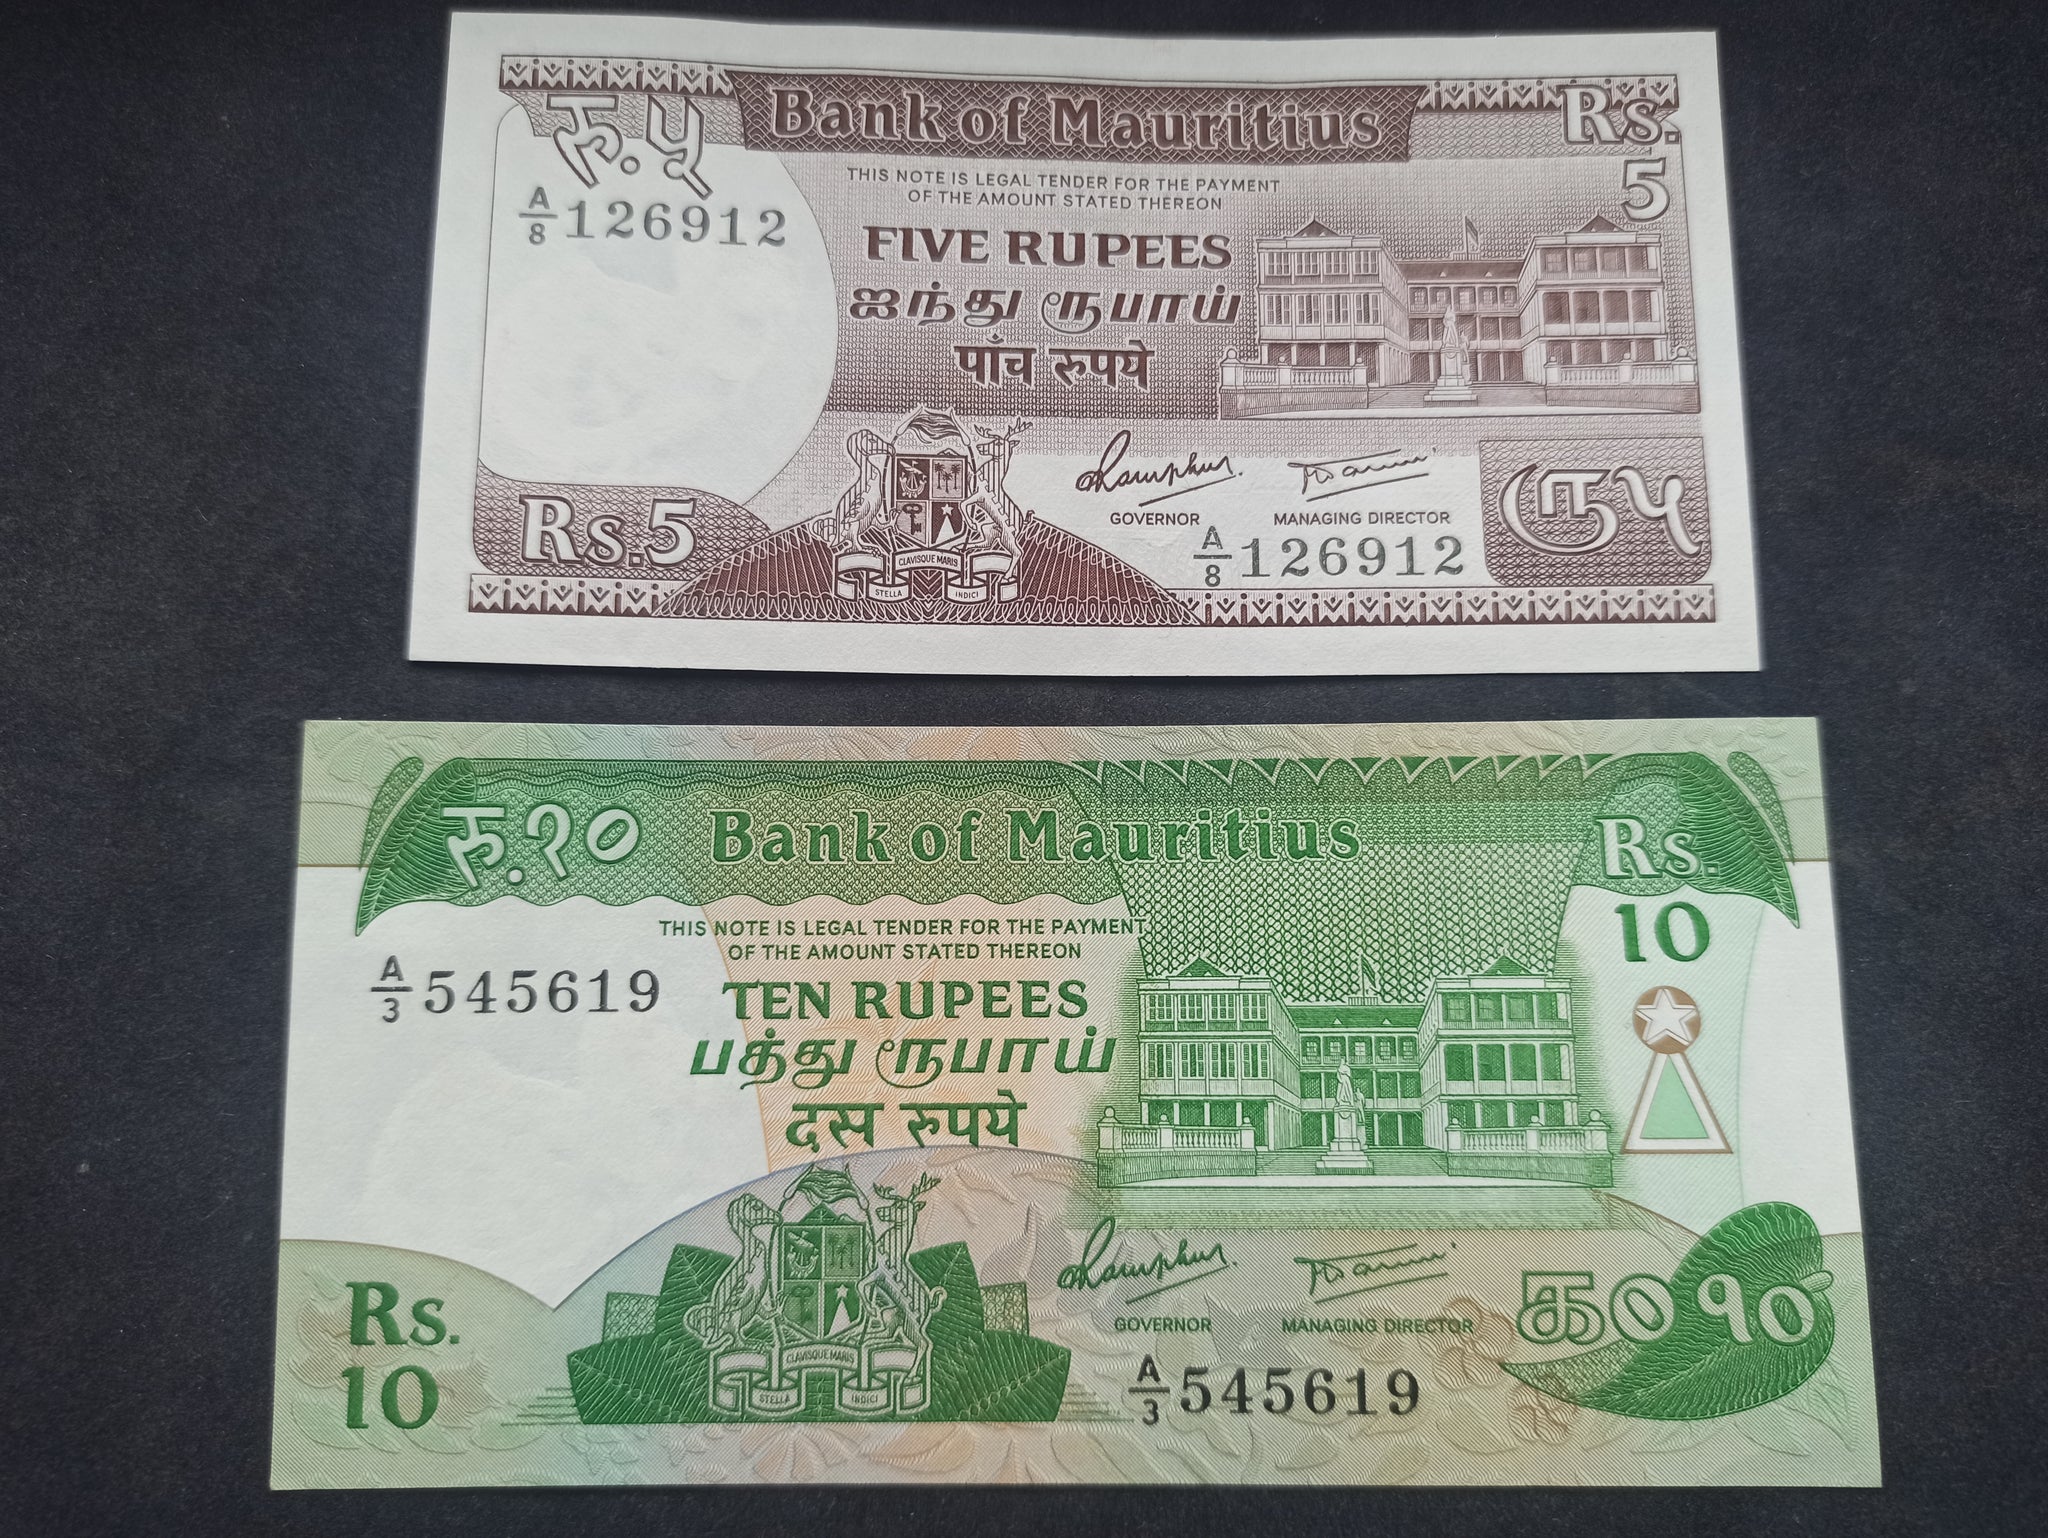 रु.५
Bank of Mauritius
Rs.
5
THIS NOTE IS LEGAL TENDER FOR THE PAYMENT
OF THE AMOUNT STATED THEREON
A/8 126912
FIVE RUPEES
ஐந்து ரூபாய்
पांच रुपये
GOVERNOR
MANAGING DIRECTOR
Rs.5
CLAVISQUE MARIS
STELLA
INDICI
A/8 126912
ரூ ௫
रु.१०
Bank of Mauritius
Rs.
10
THIS NOTE IS LEGAL TENDER FOR THE PAYMENT
OF THE AMOUNT STATED THEREON
A/3 545619
TEN RUPEES
பத்து ரூபாய்
दस रुपये
GOVERNOR
MANAGING DIRECTOR
Rs.
10
CLAVISQUE MARIS
STELLA
INDICI
A/3 545619